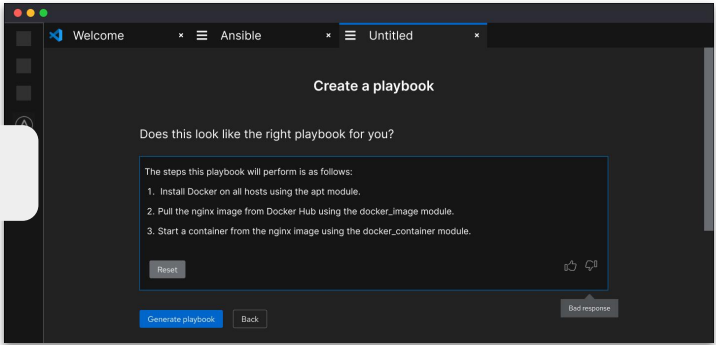 Welcome × Ansible × Untitled ×
Create a playbook
Does this look like the right playbook for you?
The steps this playbook will perform is as follows:
1. Install Docker on all hosts using the apt module.
2. Pull the nginx image from Docker Hub using the docker_image module.
3. Start a container from the nginx image using the docker_container module.
Reset
Bad response
Generate playbook Back